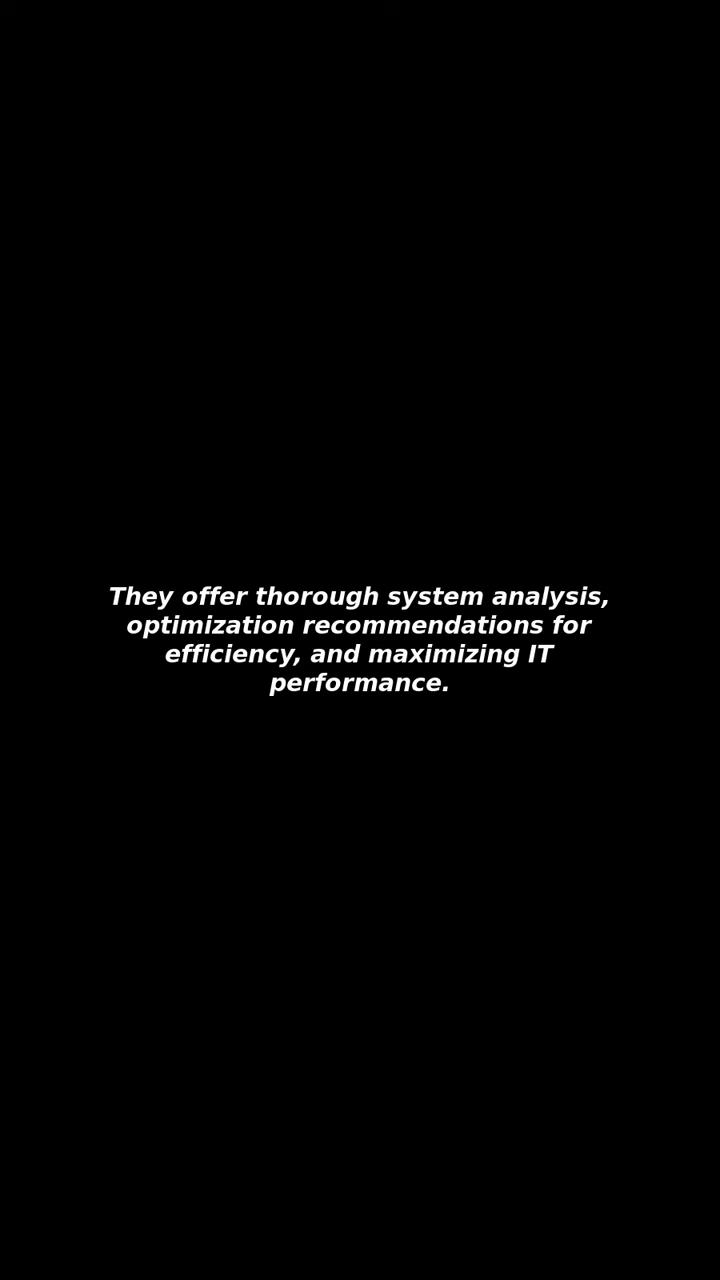 They offer thorough system analysis,
optimization recommendations for
efficiency, and maximizing IT
performance.